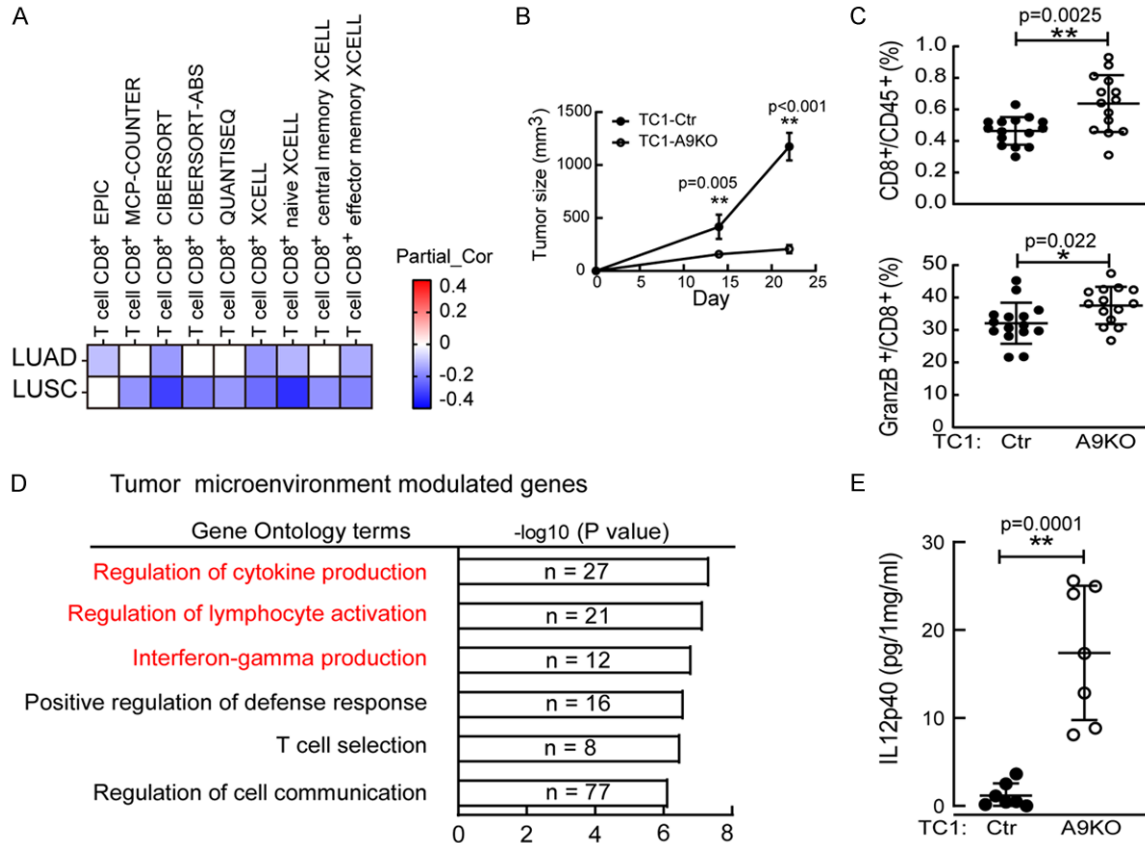 A
T cell CD8⁺ EPIC
T cell CD8⁺ MCP-COUNTER
T cell CD8⁺ CIBERSORT
T cell CD8⁺ CIBERSORT-ABS
T cell CD8⁺ QUANTISEQ
T cell CD8⁺ XCELL
T cell CD8⁺ naive XCELL
T cell CD8⁺ central memory XCELL
T cell CD8⁺ effector memory XCELL
LUAD
LUSC
Partial_Cor
0.4
0.2
0
-0.2
-0.4
B
Tumor size (mm³)
1500
1000
500
0
TC1-Ctr
TC1-A9KO
p=0.005
**
p<0.001
**
0 5 10 15 20 25
Day
C
p=0.0025
**
CD8⁺/CD45⁺ (%)
1.0
0.8
0.6
0.4
0.2
0
p=0.022
*
GranzB⁺/CD8⁺ (%)
50
40
30
20
10
0
TC1: Ctr A9KO
D Tumor microenvironment modulated genes
Gene Ontology terms -log10 (P value)
Regulation of cytokine production n = 27
Regulation of lymphocyte activation n = 21
Interferon-gamma production n = 12
Positive regulation of defense response n = 16
T cell selection n = 8
Regulation of cell communication n = 77
0 2 4 6 8
E
p=0.0001
**
IL12p40 (pg/1mg/ml)
30
20
10
0
TC1: Ctr A9KO